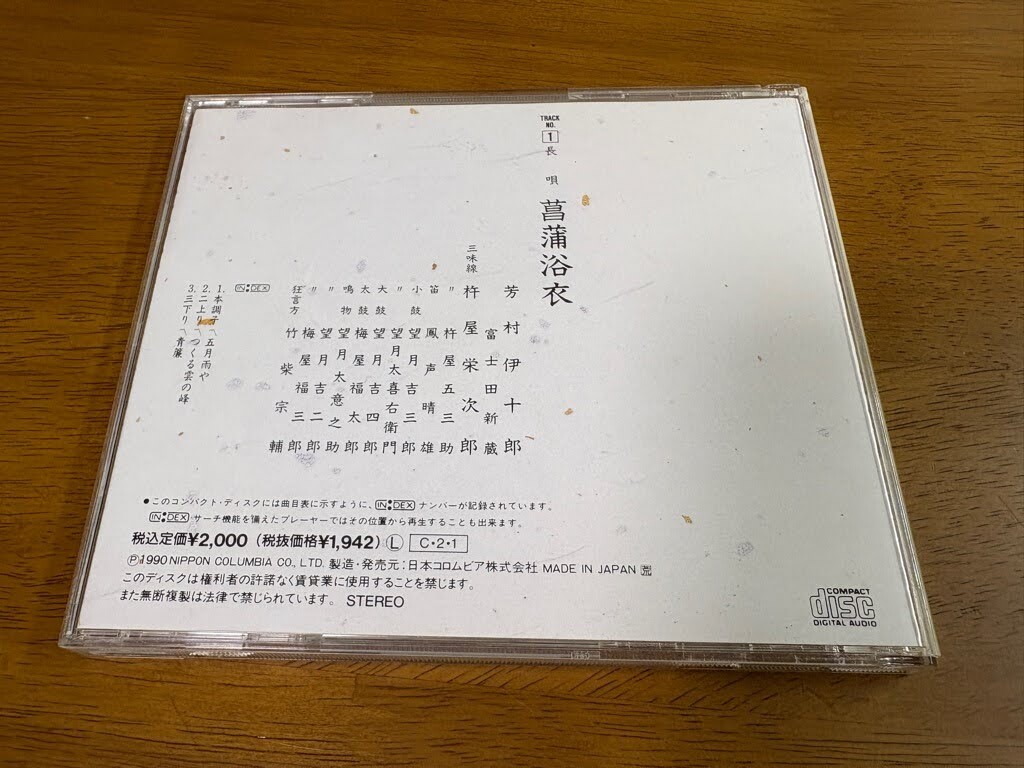 TRACK NO. 1 長唄 菖蒲浴衣
芳村伊十郎
富士田新蔵
三味線 杵屋栄次郎
〃 杵屋五三助
笛 鳳声晴雄
小鼓 望月吉三郎
〃 望月太喜右衛門
大鼓 望月吉四郎
太鼓 梅屋福太郎
鳴物 望月太意之助
〃 望月吉二郎
〃 梅屋福三郎
狂言方 竹柴宗輔
INDEX
1. 本調子〽五月雨や
2. 二上り〽つくる雲の峰
3. 三下り〽青簾
●このコンパクト・ディスクには曲目表に示すように、INDEXナンバーが記録されています。
INDEX・サーチ機能を備えたプレーヤーではその位置から再生することも出来ます。
税込定価¥2,000(税抜価格¥1,942)Ⓛ C・2・1
Ⓟ1990 NIPPON COLUMBIA CO., LTD. 製造・発売元:日本コロムビア株式会社 MADE IN JAPAN
このディスクは権利者の許諾なく賃貸業に使用することを禁じます。
また無断複製は法律で禁じられています。 STEREO
COMPACT
disc
DIGITAL AUDIO